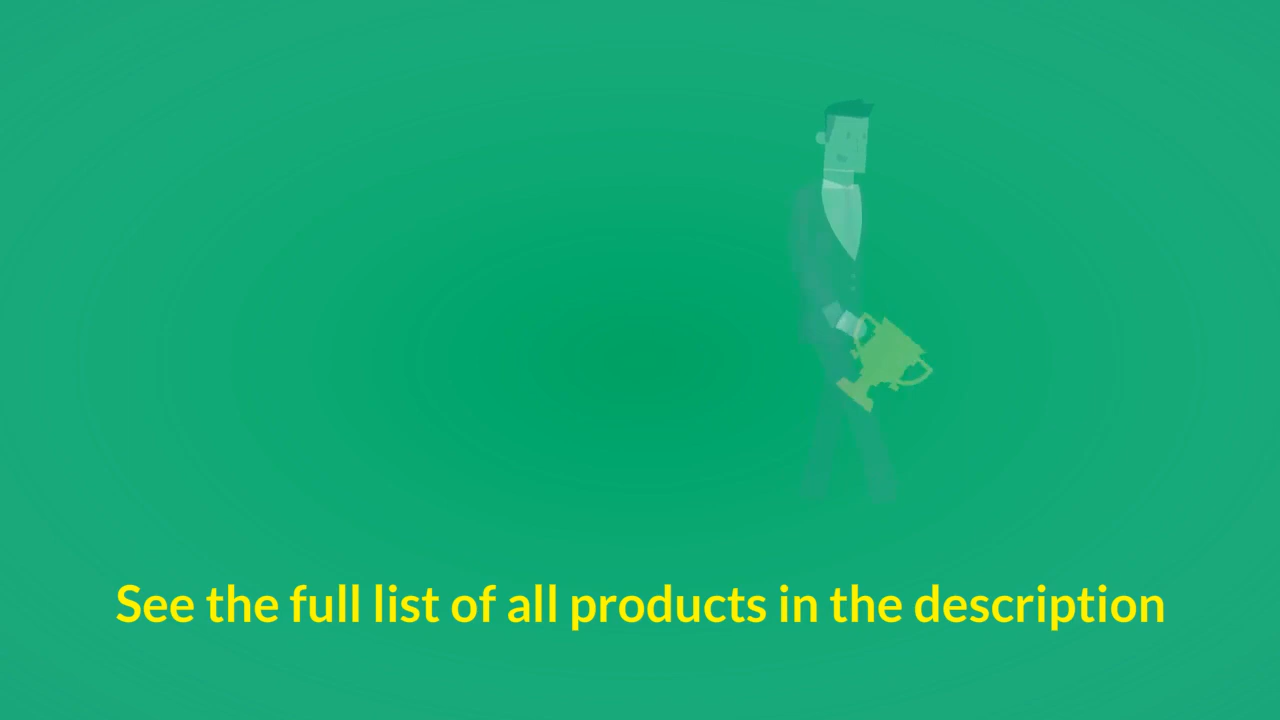 See the full list of all products in the description